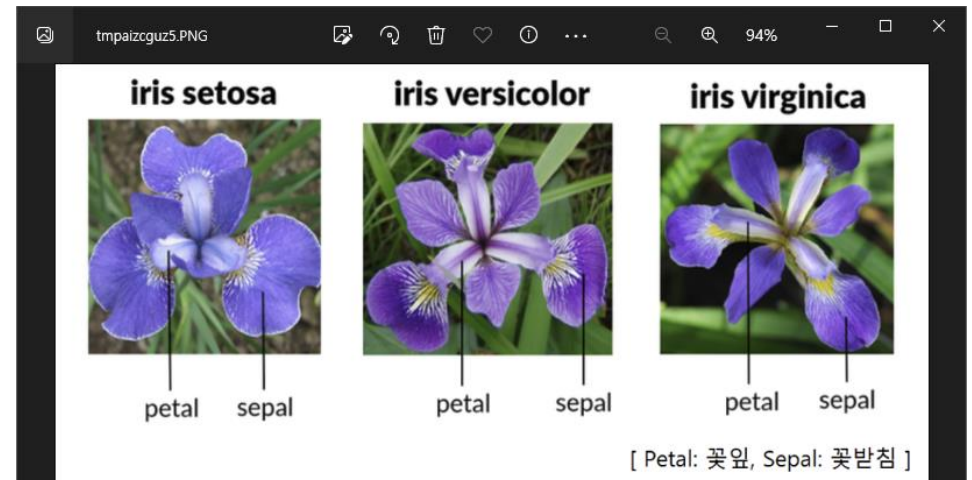 tmpaizcguz5.PNG
94%
iris setosa
iris versicolor
iris virginica
petal
sepal
petal
sepal
petal
sepal
[ Petal: 꽃잎, Sepal: 꽃받침 ]